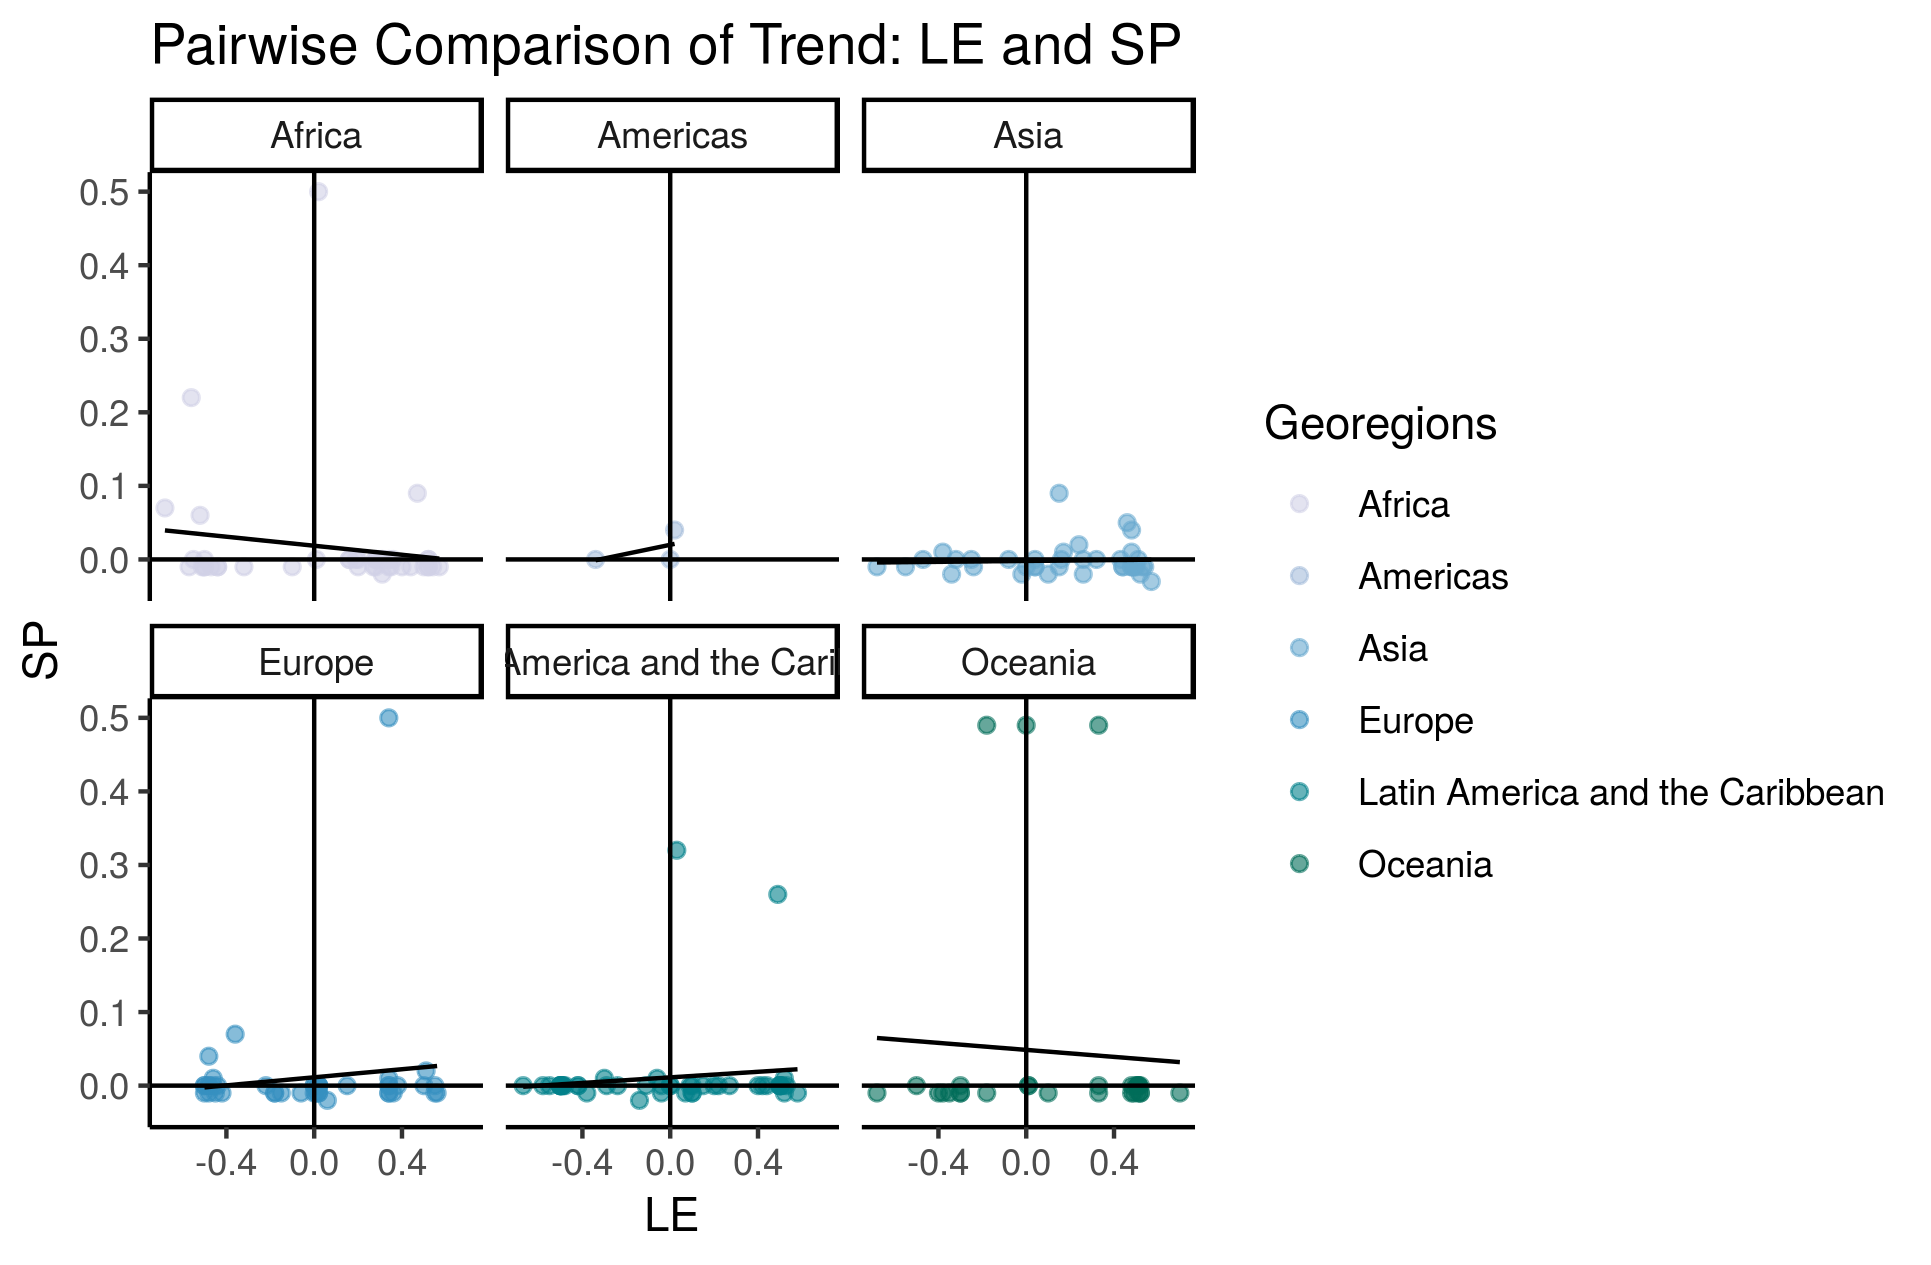 Pairwise Comparison of Trend: LE and SP
Africa
Americas
Asia
0.5
0.4
0.3
0.2
0.1
0.0
SP
Europe
America and the Cari
Oceania
0.5
0.4
0.3
0.2
0.1
0.0
-0.4 0.0 0.4
-0.4 0.0 0.4
-0.4 0.0 0.4
LE
Georegions
Africa
Americas
Asia
Europe
Latin America and the Caribbean
Oceania